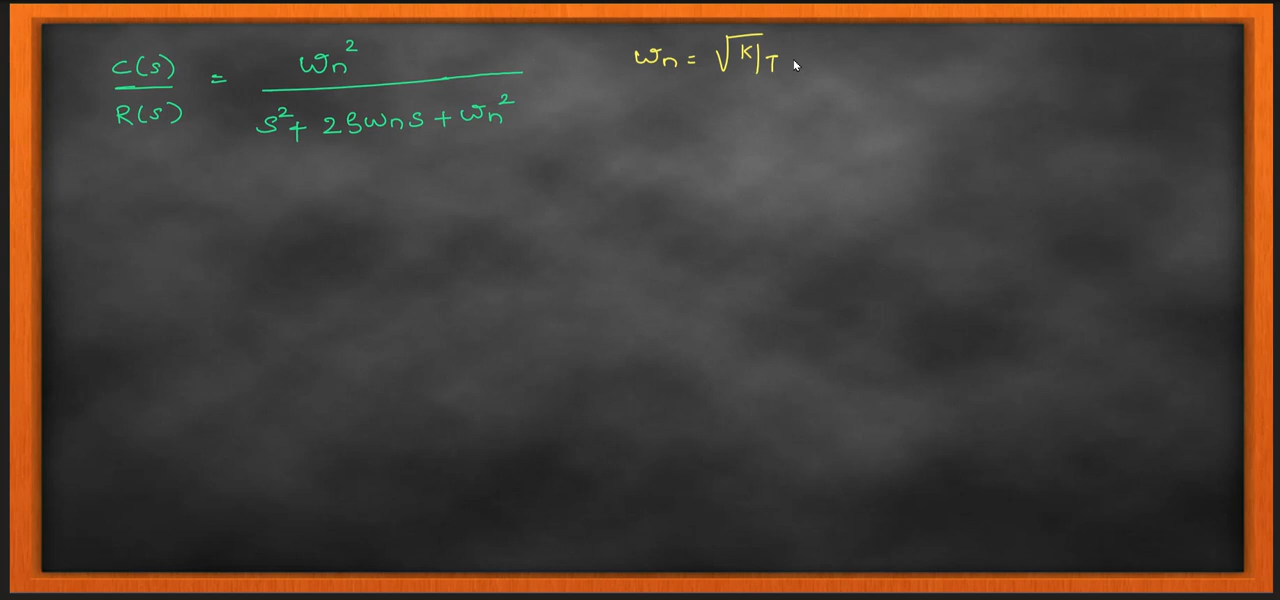 C(s)/R(s) = ωn² / (s² + 2ζωns + ωn²)
ωn = √K/T